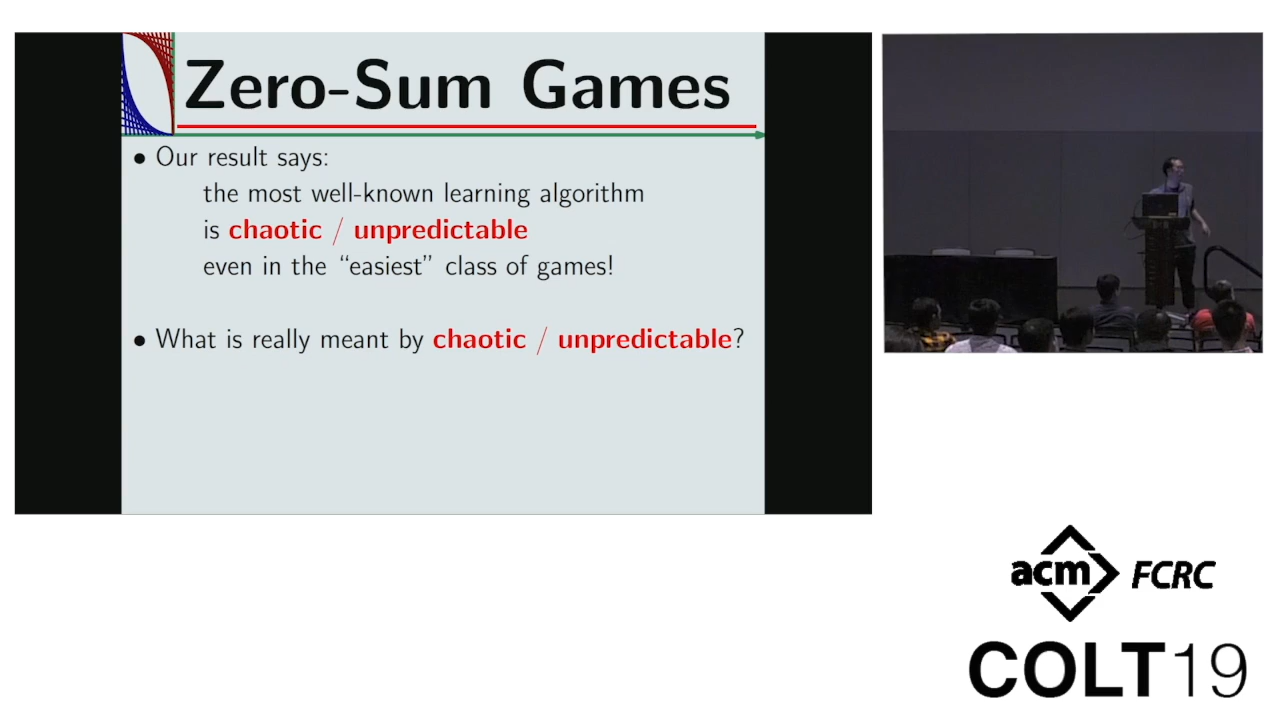 Zero-Sum Games
• Our result says:
the most well-known learning algorithm
is chaotic / unpredictable
even in the “easiest” class of games!
• What is really meant by chaotic / unpredictable?
acm FCRC
COLT19